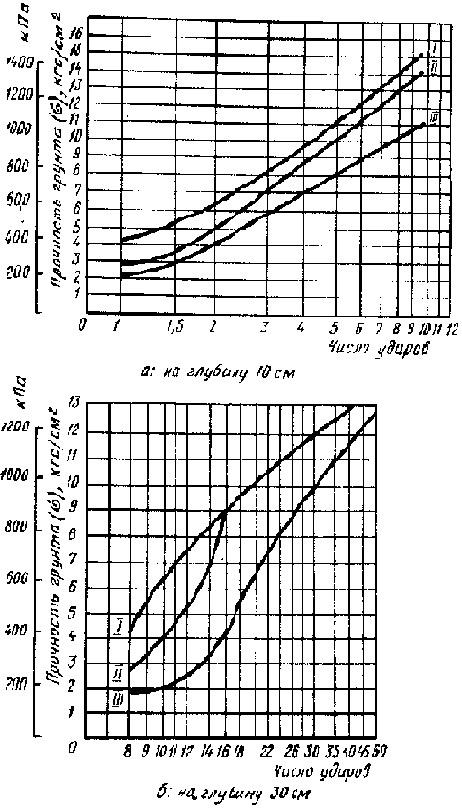 кПа
Прочность грунта (σ), кгс/см2
16
15
14
13
12
11
10
9
8
7
6
5
4
3
2
1
1400
1200
1000
800
600
400
200
I
II
III
0 1 1,5 2 3 4 5 6 7 8 9 10 11 12
Число ударов
а: на глубину 10 см
кПа
Прочность грунта (σ), кгс/см2
13
12
11
10
9
8
7
6
5
4
3
2
1
1200
1000
800
600
400
200
I
II
III
0 8 9 10 11 12 14 16 18 22 26 30 35 40 45 50
Число ударов
б: на глубину 30 см